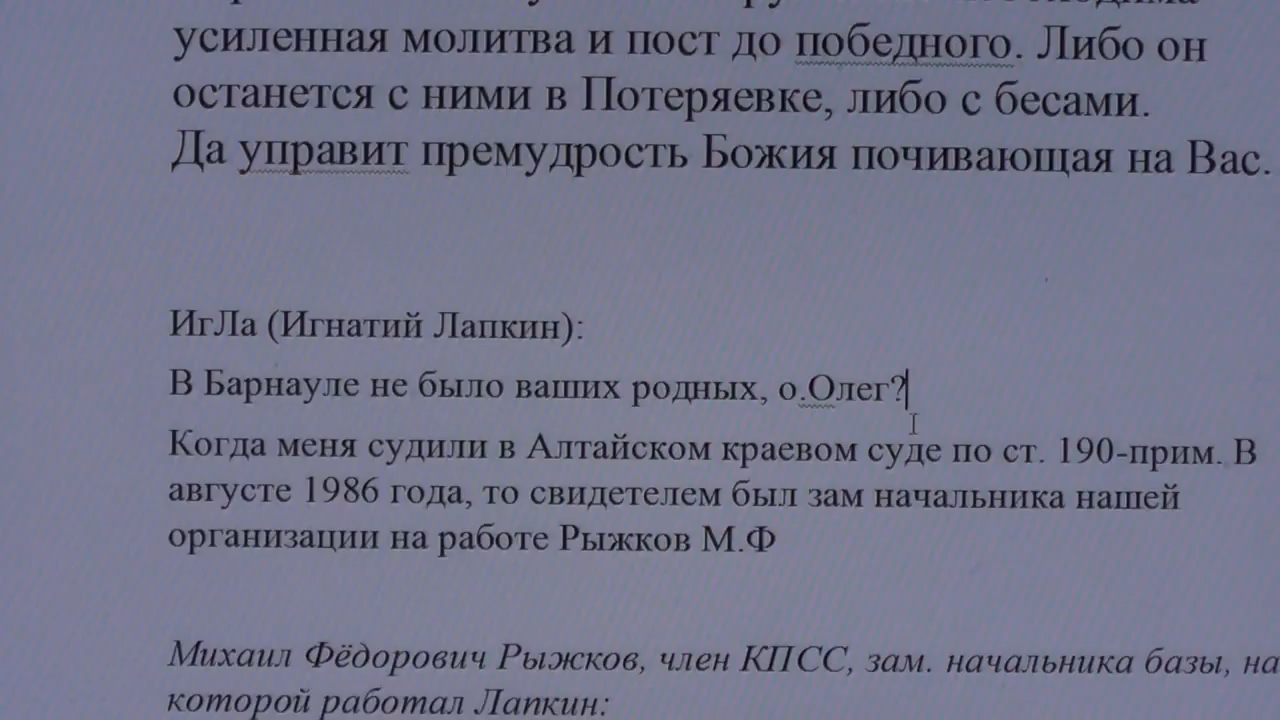 усиленная молитва и пост до победного. Либо он
останется с ними в Потеряевке, либо с бесами.
Да управит премудрость Божия почивающая на Вас.
ИгЛа (Игнатий Лапкин):
В Барнауле не было ваших родных, о.Олег?
Когда меня судили в Алтайском краевом суде по ст. 190-прим. В
августе 1986 года, то свидетелем был зам начальника нашей
организации на работе Рыжков М.Ф
Михаил Фёдорович Рыжков, член КПСС, зам. начальника базы, на
которой работал Лапкин: